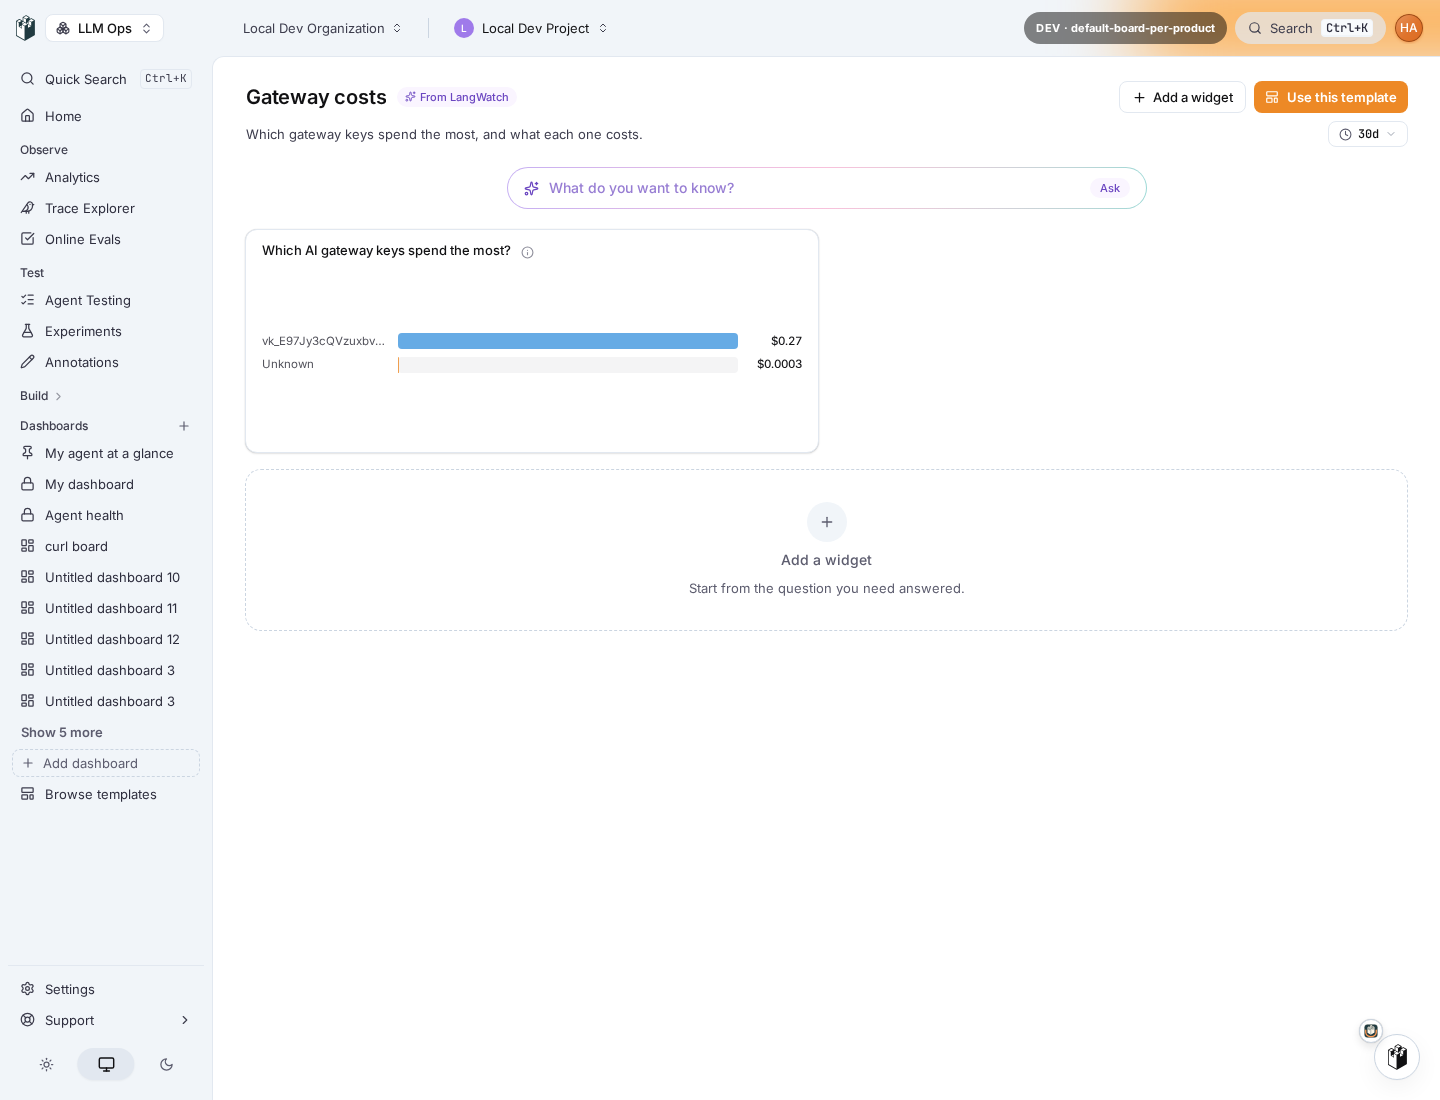 LLM Ops
Local Dev Organization
L
Local Dev Project
DEV · default-board-per-product
Search
Ctrl+K
HA
Quick Search
Ctrl+K
Home
Observe
Analytics
Trace Explorer
Online Evals
Test
Agent Testing
Experiments
Annotations
Build
Dashboards
My agent at a glance
My dashboard
Agent health
curl board
Untitled dashboard 10
Untitled dashboard 11
Untitled dashboard 12
Untitled dashboard 3
Untitled dashboard 3
Show 5 more
Add dashboard
Browse templates
Settings
Support
Gateway costs
From LangWatch
Add a widget
Use this template
Which gateway keys spend the most, and what each one costs.
30d
What do you want to know?
Ask
Which AI gateway keys spend the most?
vk_E97Jy3cQVzuxbv...
$0.27
Unknown
$0.0003
Add a widget
Start from the question you need answered.